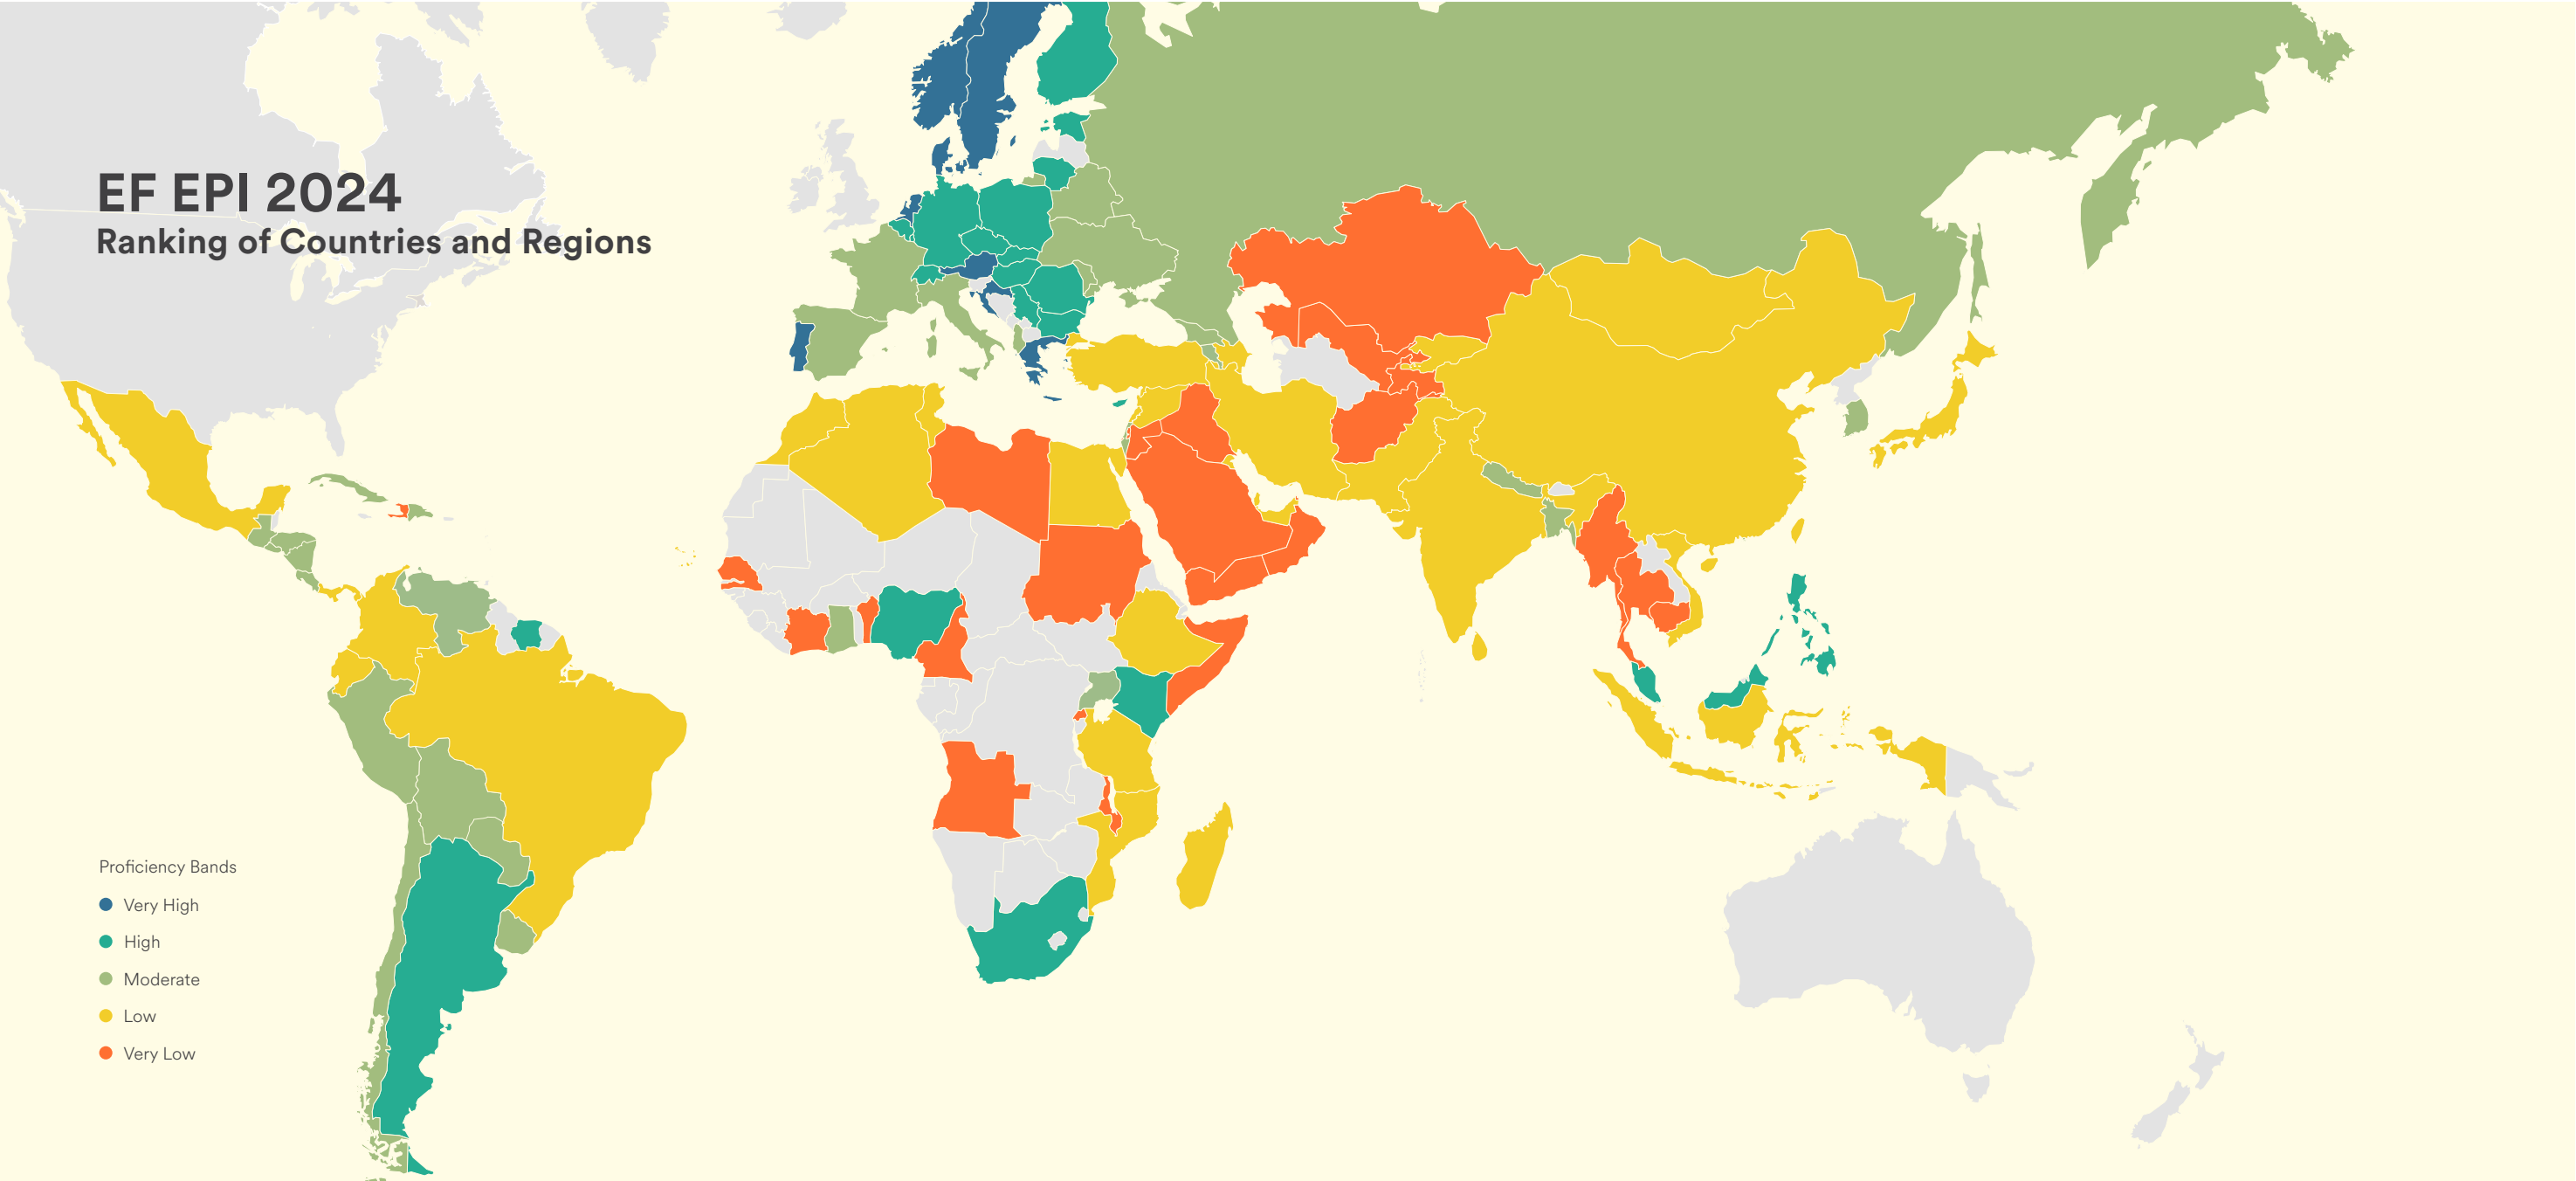 EF EPI 2024
Ranking of Countries and Regions
Proficiency Bands
Very High
High
Moderate
Low
Very Low